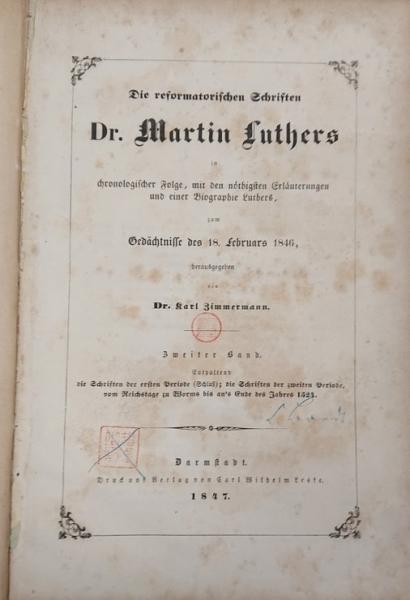 Die reformatorischen Schriften
Dr. Martin Luthers
in
chronologischer Folge, mit den nöthigsten Erläuterungen
und einer Biographie Luthers,
zum
Gedächtnisse des 18. Februars 1846,
herausgegeben
von
Dr. Karl Zimmermann.
Zweiter Band.
Enthaltend
die Schriften der ersten Periode (Schluß); die Schriften der zweiten Periode,
vom Reichstage zu Worms bis an's Ende des Jahres 1524.
Darmstadt.
Druck und Verlag von Carl Wilhelm Leske.
1847.